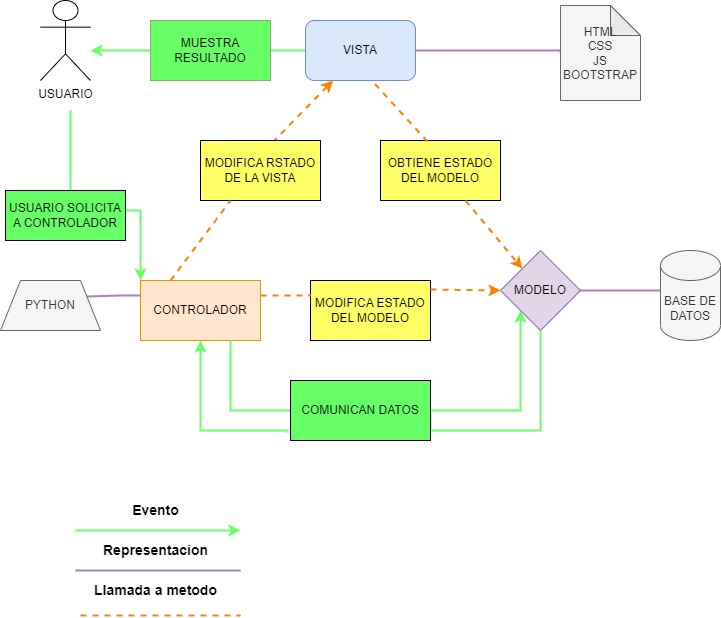 MUESTRA
RESULTADO
VISTA
HTML
CSS
JS
BOOTSTRAP
USUARIO
MODIFICA RSTADO
DE LA VISTA
OBTIENE ESTADO
DEL MODELO
USUARIO SOLICITA
A CONTROLADOR
PYTHON
CONTROLADOR
MODIFICA ESTADO
DEL MODELO
MODELO
BASE DE
DATOS
COMUNICAN DATOS
Evento
Representacion
Llamada a metodo